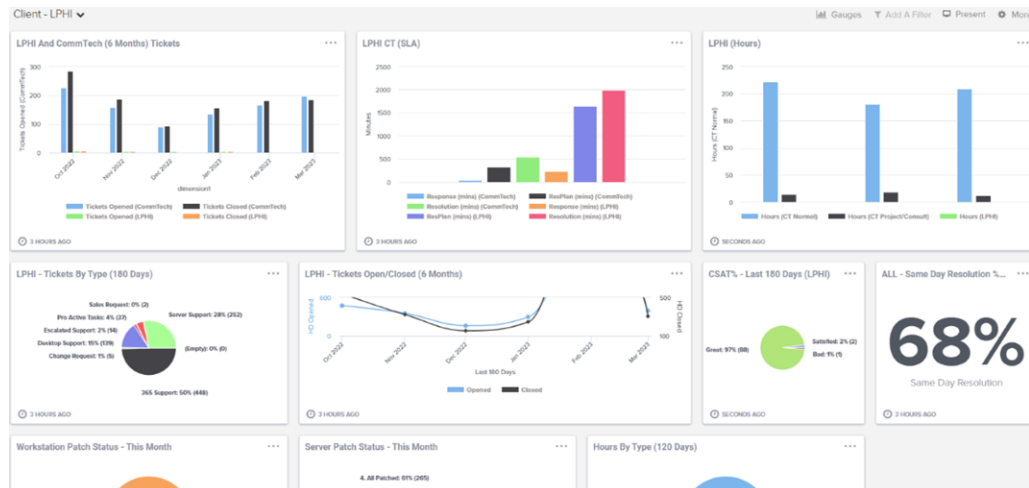 Client - LPHI
Gauges
Add A Filter
Present
More
LPHI And CommTech (6 Months) Tickets
Tickets Opened (CommTech)
300
200
100
0
Oct 2022
Nov 2022
Dec 2022
Jan 2023
Feb 2023
Mar 2023
dimension1
Tickets Opened (CommTech)
Tickets Closed (CommTech)
Tickets Opened (LPHI)
Tickets Closed (LPHI)
3 HOURS AGO
LPHI CT (SLA)
Minutes
2500
2000
1500
1000
500
0
Response (mins) (CommTech)
ResPlan (mins) (CommTech)
Resolution (mins) (CommTech)
Response (mins) (LPHI)
ResPlan (mins) (LPHI)
Resolution (mins) (LPHI)
3 HOURS AGO
LPHI (Hours)
Hours (CT Normal)
250
200
150
100
50
0
Hours (CT Normal)
Hours (CT Project/Consult)
Hours (LPHI)
SECONDS AGO
LPHI - Tickets By Type (180 Days)
Sales Request: 0% (2)
Pro Active Tasks: 4% (37)
Escalated Support: 2% (14)
Desktop Support: 15% (139)
Change Request: 1% (5)
Server Support: 28% (252)
(Empty): 0% (0)
365 Support: 50% (448)
3 HOURS AGO
LPHI - Tickets Open/Closed (6 Months)
HD Opened
600
0
500
100
HD Closed
Oct 2022
Nov 2022
Dec 2022
Jan 2023
Feb 2023
Mar 2023
Last 180 Days
Opened
Closed
3 HOURS AGO
CSAT% - Last 180 Days (LPHI)
Great: 97% (88)
Satisfied: 2% (2)
Bad: 1% (1)
SECONDS AGO
ALL - Same Day Resolution %...
68%
Same Day Resolution
3 HOURS AGO
Workstation Patch Status - This Month
Server Patch Status - This Month
4. All Patched: 61% (265)
Hours By Type (120 Days)